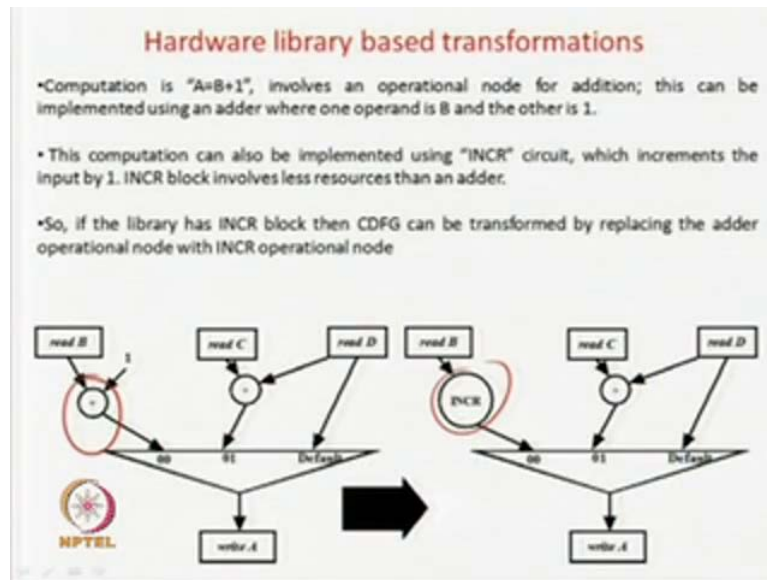 Hardware library based transformations
•Computation is "A=B+1", involves an operational node for addition; this can be
implemented using an adder where one operand is B and the other is 1.
• This computation can also be implemented using "INCR" circuit, which increments the
input by 1. INCR block involves less resources than an adder.
•So, if the library has INCR block then CDFG can be transformed by replacing the adder
operational node with INCR operational node
read B
1
read C
read D
+
+
00
01
Default
write A
read B
read C
read D
INCR
+
00
01
Default
write A
NPTEL